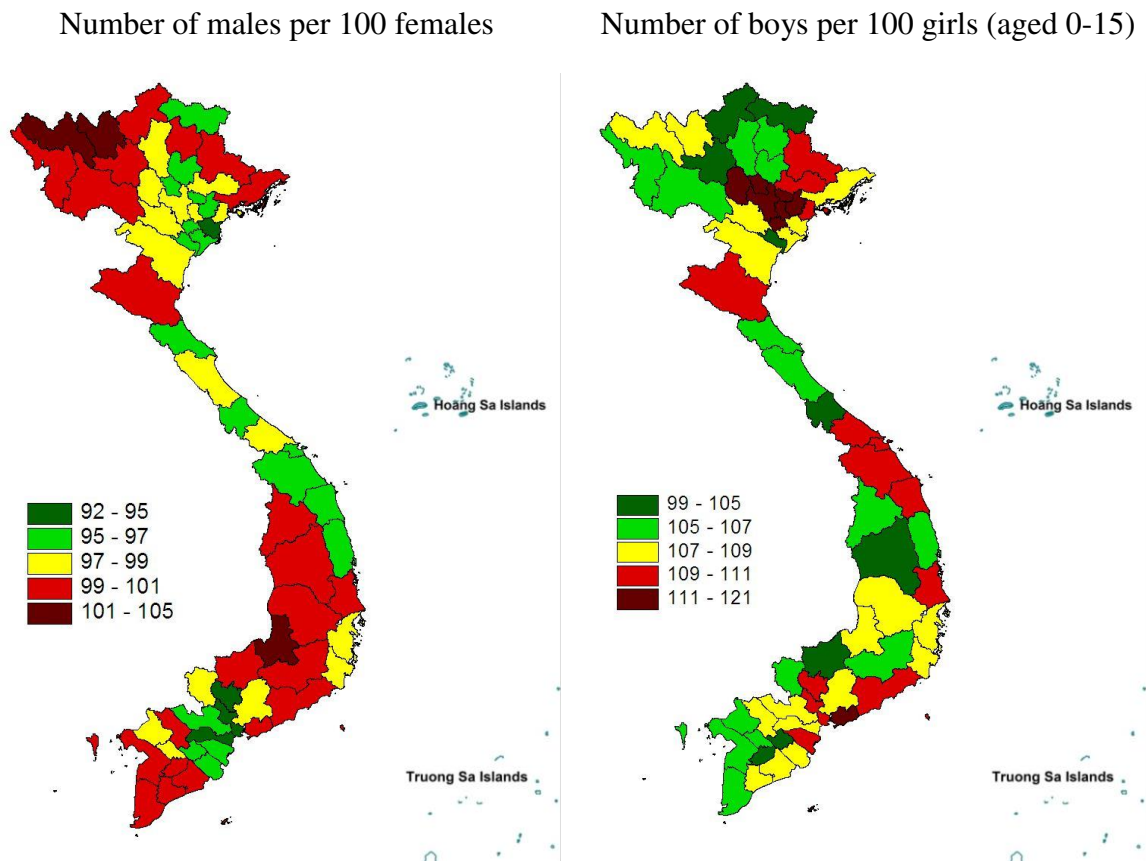 Number of males per 100 females
Number of boys per 100 girls (aged 0-15)
Hoang Sa Islands
Hoang Sa Islands
92 - 95
95 - 97
97 - 99
99 - 101
101 - 105
99 - 105
105 - 107
107 - 109
109 - 111
111 - 121
Truong Sa Islands
Truong Sa Islands